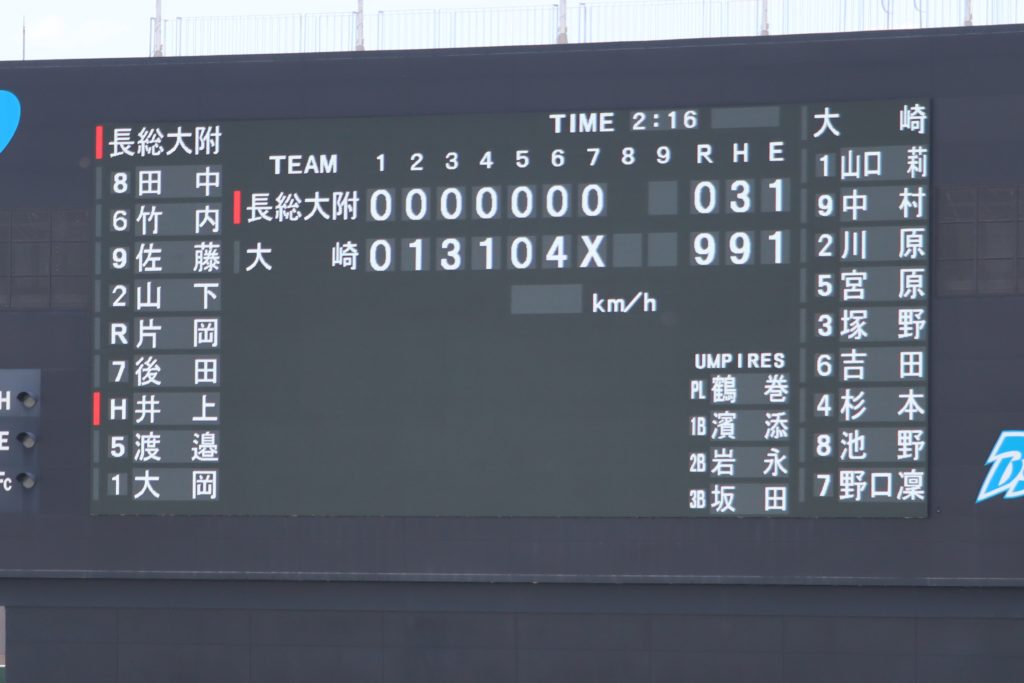 長総大附
8 田中
6 竹内
9 佐藤
2 山下
R 片岡
7 後田
H 井上
5 渡邉
1 大岡
TIME 2:16
TEAM 1 2 3 4 5 6 7 8 9 R H E
長総大附 0 0 0 0 0 0 0 0 3 1
大崎 0 1 3 1 0 4 X 9 9 1
km/h
UMPIRES
PL 鶴巻
1B 濱添
2B 岩永
3B 坂田
大崎
1 山口莉
9 中村
2 川原
5 宮原
3 塚野
6 吉田
4 杉本
8 池野
7 野口凜
H
E
Fc